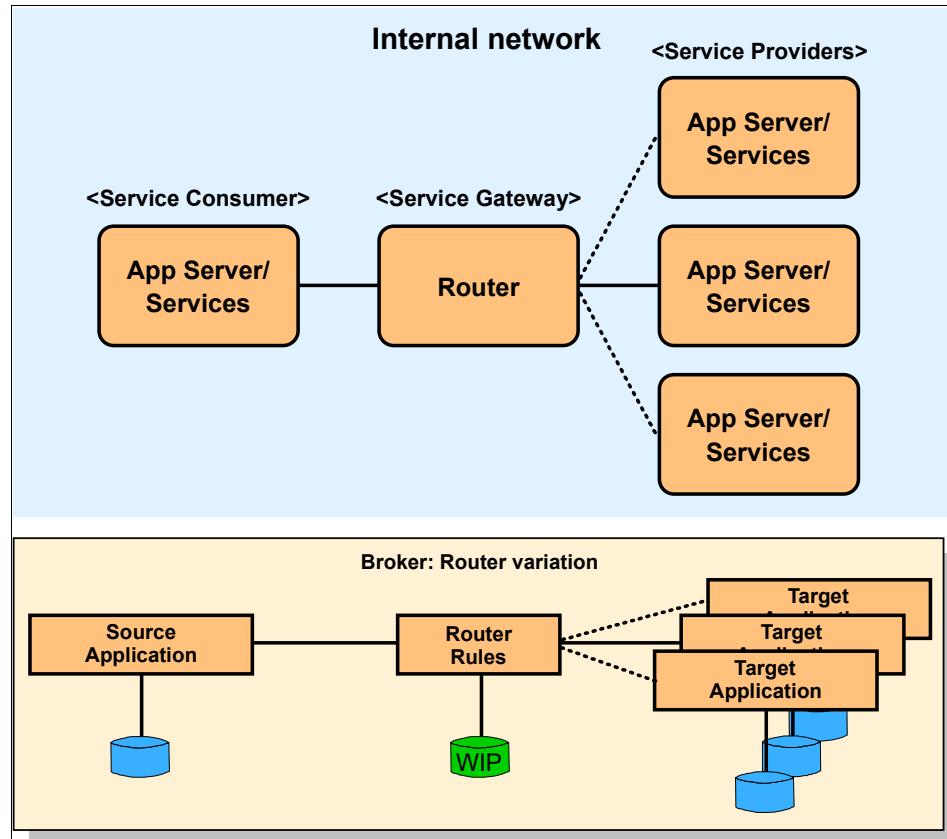 Internal network
<Service Providers>
App Server/
Services
<Service Consumer>
<Service Gateway>
App Server/
Services
Router
App Server/
Services
App Server/
Services
Broker: Router variation
Target
Source
Application
Router
Rules
Target
Target
Application
WIP